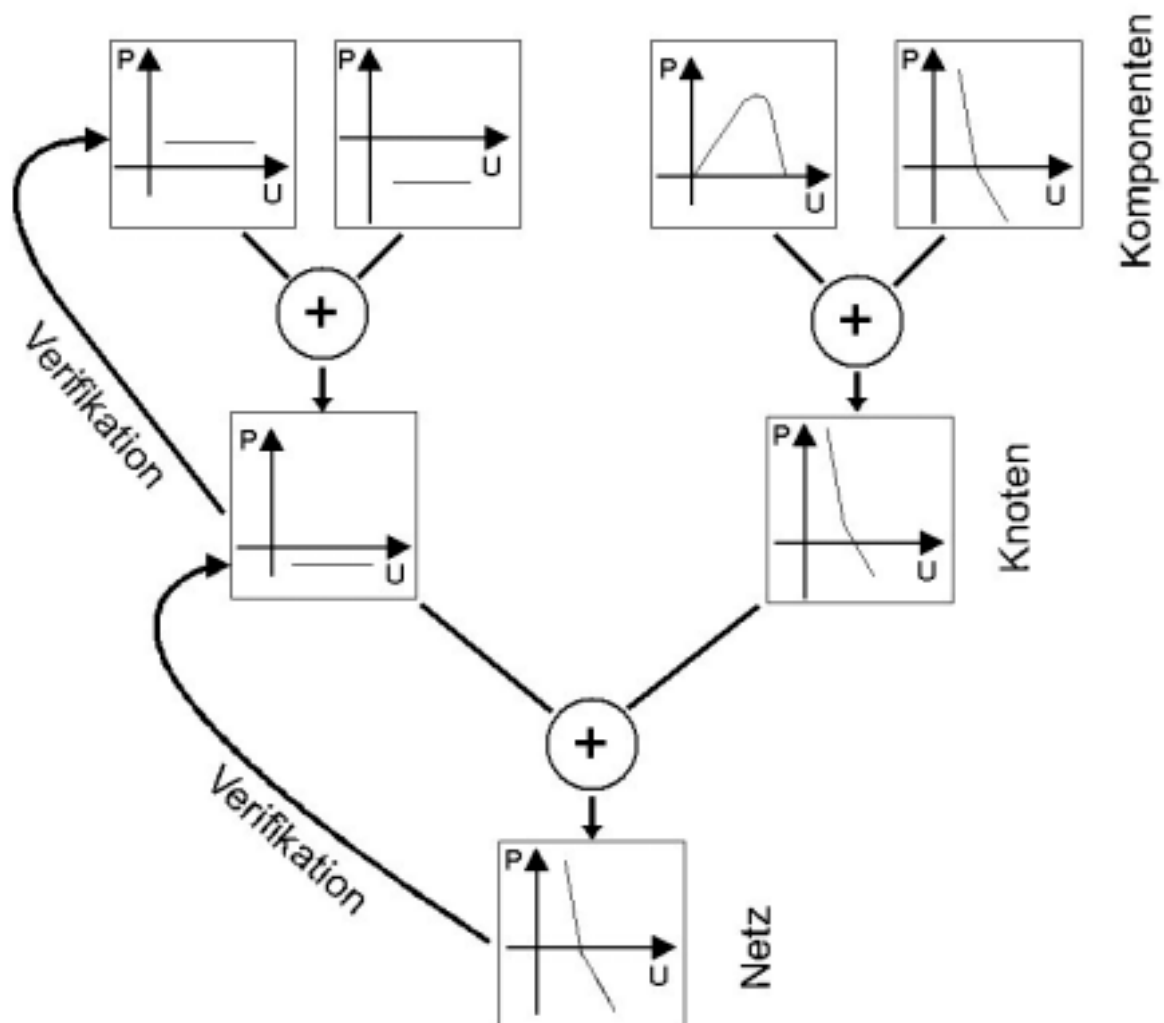 P
U
P
U
P
U
P
U
Komponenten
+
+
Verifikation
P
U
P
U
Knoten
+
Verifikation
P
U
Netz